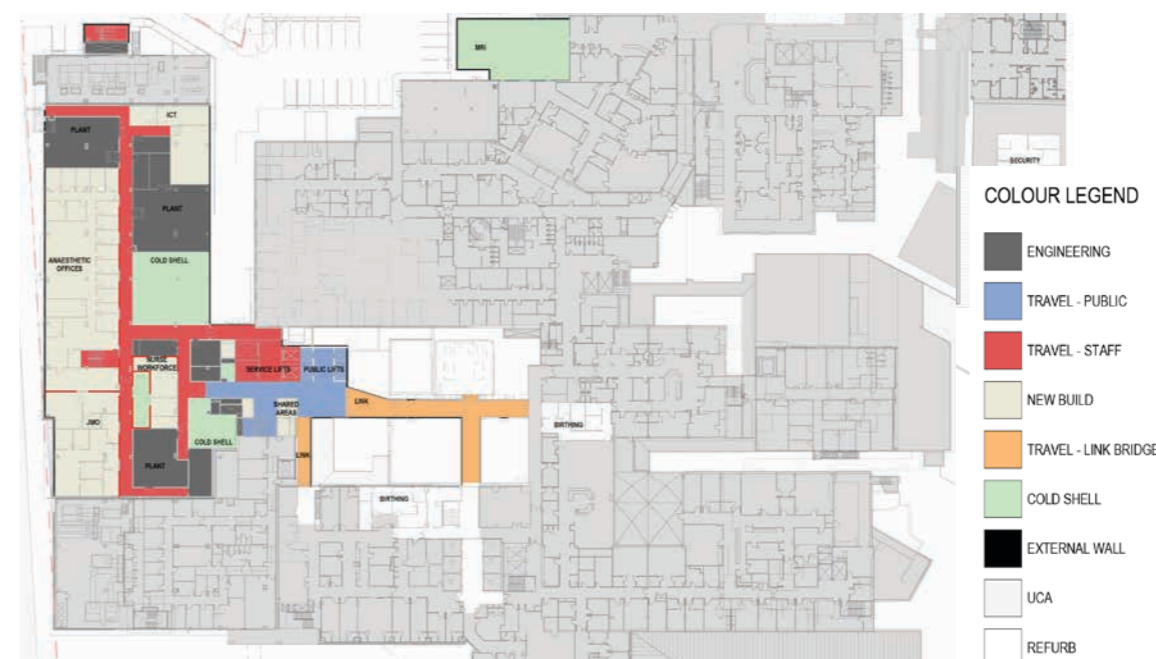 MRI
ICT
PLANT
SECURITY
COLOUR LEGEND
PLANT
ENGINEERING
ANAESTHETIC
OFFICES
COLD SHELL
TRAVEL - PUBLIC
TRAVEL - STAFF
NURSE
WORKFORCE
SERVICE LIFTS
PUBLIC LIFTS
NEW BUILD
LINK
SHARED
AREAS
JMO
COLD SHELL
BIRTHING
TRAVEL - LINK BRIDGE
LINK
PLANT
BIRTHING
COLD SHELL
EXTERNAL WALL
UCA
REFURB